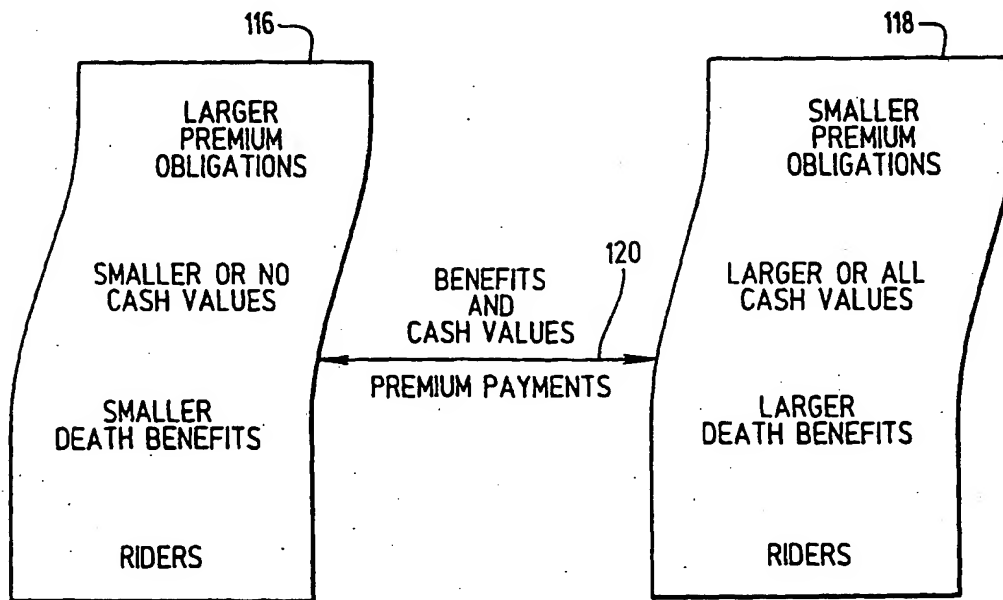 116
LARGER
PREMIUM
OBLIGATIONS
SMALLER OR NO
CASH VALUES
SMALLER
DEATH BENEFITS
RIDERS
BENEFITS
AND
CASH VALUES
120
PREMIUM PAYMENTS
118
SMALLER
PREMIUM
OBLIGATIONS
LARGER OR ALL
CASH VALUES
LARGER
DEATH BENEFITS
RIDERS